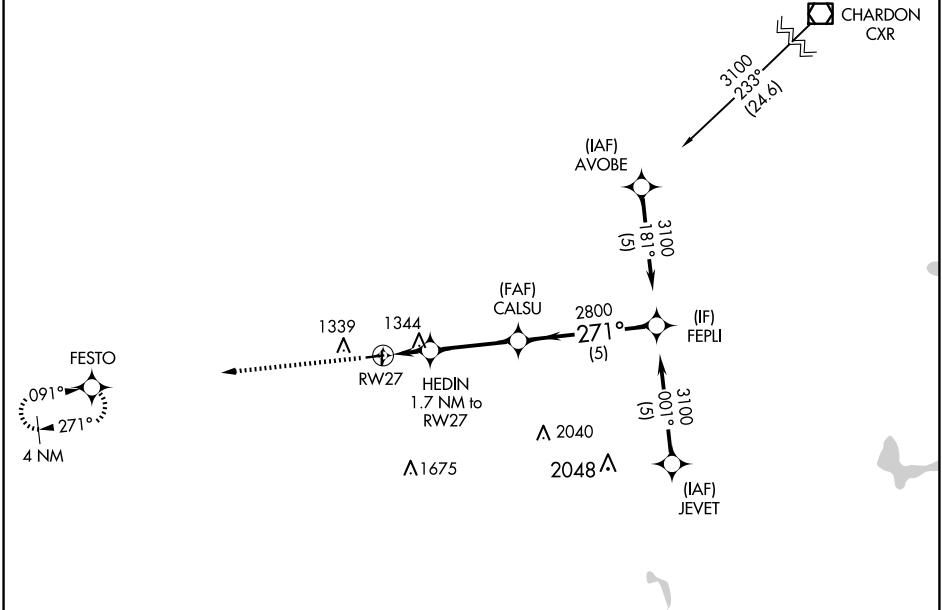 CHARDON
CXR
3100
233°
(24.6)
(IAF)
AVOBE
3100
181°
(5)
(FAF)
CALSU
2800
271°
(5)
(IF)
FEPLI
1339
1344
FESTO
RW27
HEDIN
1.7 NM to
RW27
091°
271°
4 NM
3100
001°
(5)
2040
1675
2048
(IAF)
JEVET